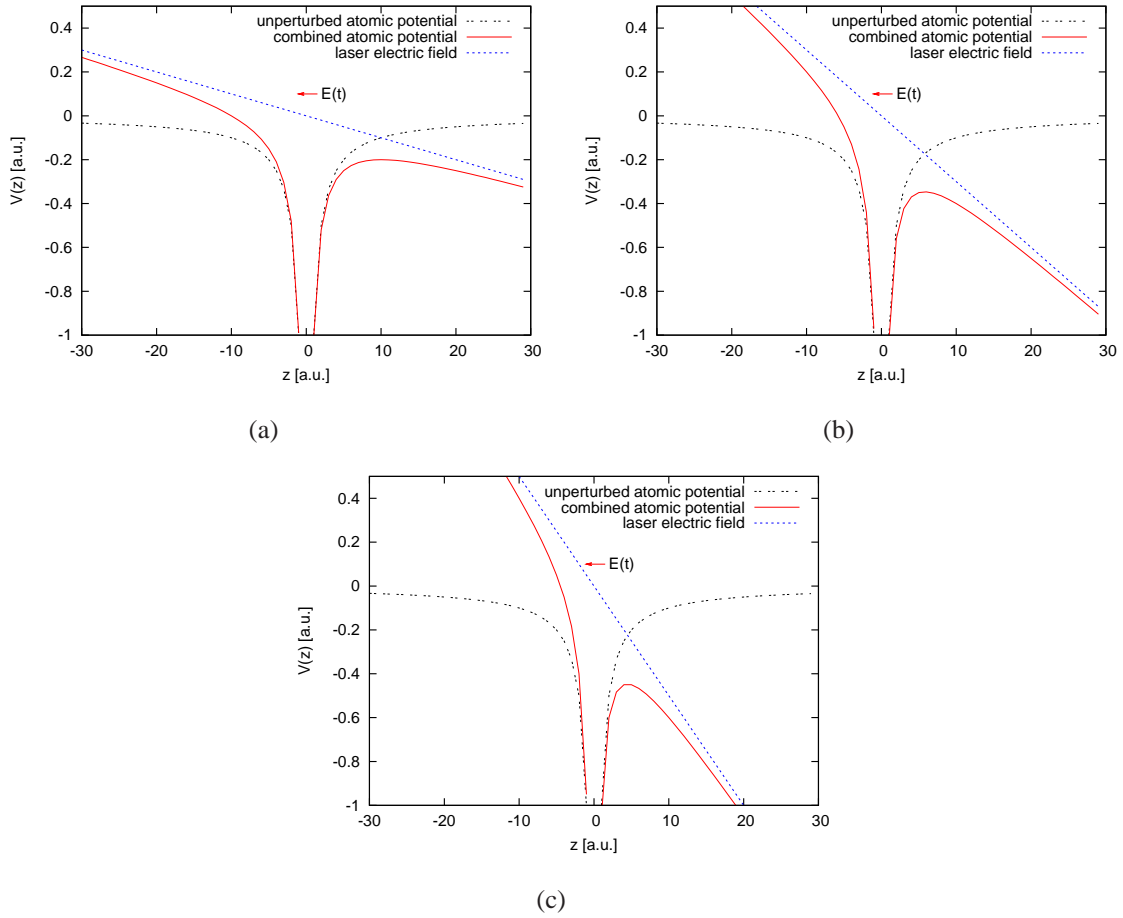 unperturbed atomic potential
combined atomic potential
laser electric field
E(t)
V(z) [a.u.]
0.4
0.2
0
-0.2
-0.4
-0.6
-0.8
-1
-30 -20 -10 0 10 20 30
z [a.u.]
(a)
unperturbed atomic potential
combined atomic potential
laser electric field
E(t)
V(z) [a.u.]
0.4
0.2
0
-0.2
-0.4
-0.6
-0.8
-1
-30 -20 -10 0 10 20 30
z [a.u.]
(b)
unperturbed atomic potential
combined atomic potential
laser electric field
E(t)
V(z) [a.u.]
0.4
0.2
0
-0.2
-0.4
-0.6
-0.8
-1
-30 -20 -10 0 10 20 30
z [a.u.]
(c)